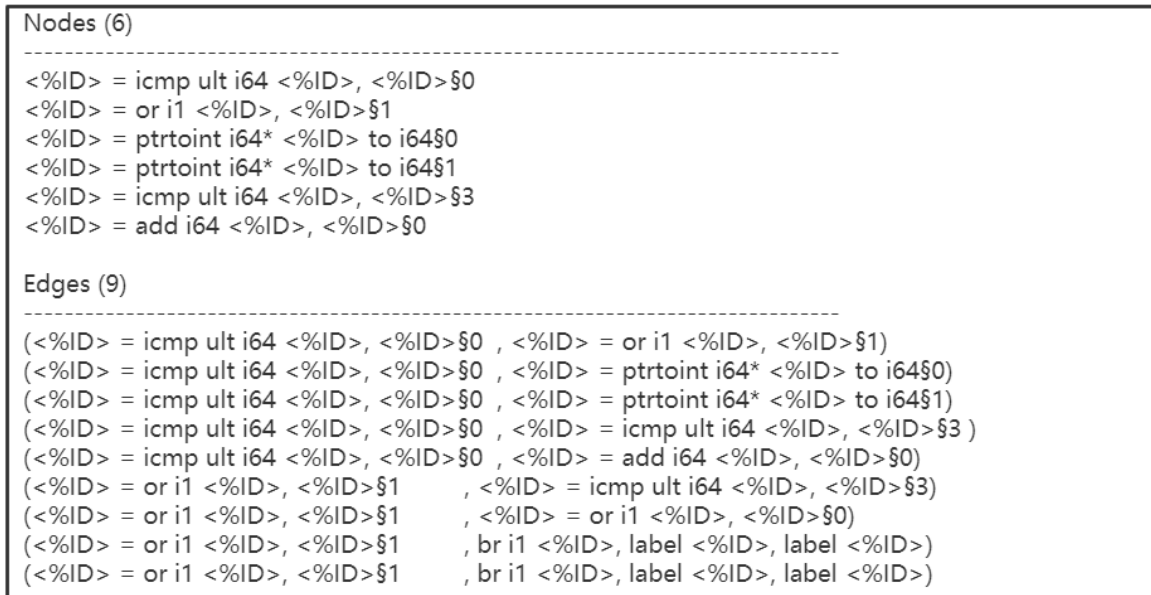 Nodes (6)
--------------------------------------------------------------------------------
<%ID> = icmp ult i64 <%ID>, <%ID>§0
<%ID> = or i1 <%ID>, <%ID>§1
<%ID> = ptrtoint i64* <%ID> to i64§0
<%ID> = ptrtoint i64* <%ID> to i64§1
<%ID> = icmp ult i64 <%ID>, <%ID>§3
<%ID> = add i64 <%ID>, <%ID>§0
Edges (9)
--------------------------------------------------------------------------------
(<%ID> = icmp ult i64 <%ID>, <%ID>§0 , <%ID> = or i1 <%ID>, <%ID>§1)
(<%ID> = icmp ult i64 <%ID>, <%ID>§0 , <%ID> = ptrtoint i64* <%ID> to i64§0)
(<%ID> = icmp ult i64 <%ID>, <%ID>§0 , <%ID> = ptrtoint i64* <%ID> to i64§1)
(<%ID> = icmp ult i64 <%ID>, <%ID>§0 , <%ID> = icmp ult i64 <%ID>, <%ID>§3 )
(<%ID> = icmp ult i64 <%ID>, <%ID>§0 , <%ID> = add i64 <%ID>, <%ID>§0)
(<%ID> = or i1 <%ID>, <%ID>§1 , <%ID> = icmp ult i64 <%ID>, <%ID>§3)
(<%ID> = or i1 <%ID>, <%ID>§1 , <%ID> = or i1 <%ID>, <%ID>§0)
(<%ID> = or i1 <%ID>, <%ID>§1 , br i1 <%ID>, label <%ID>, label <%ID>)
(<%ID> = or i1 <%ID>, <%ID>§1 , br i1 <%ID>, label <%ID>, label <%ID>)